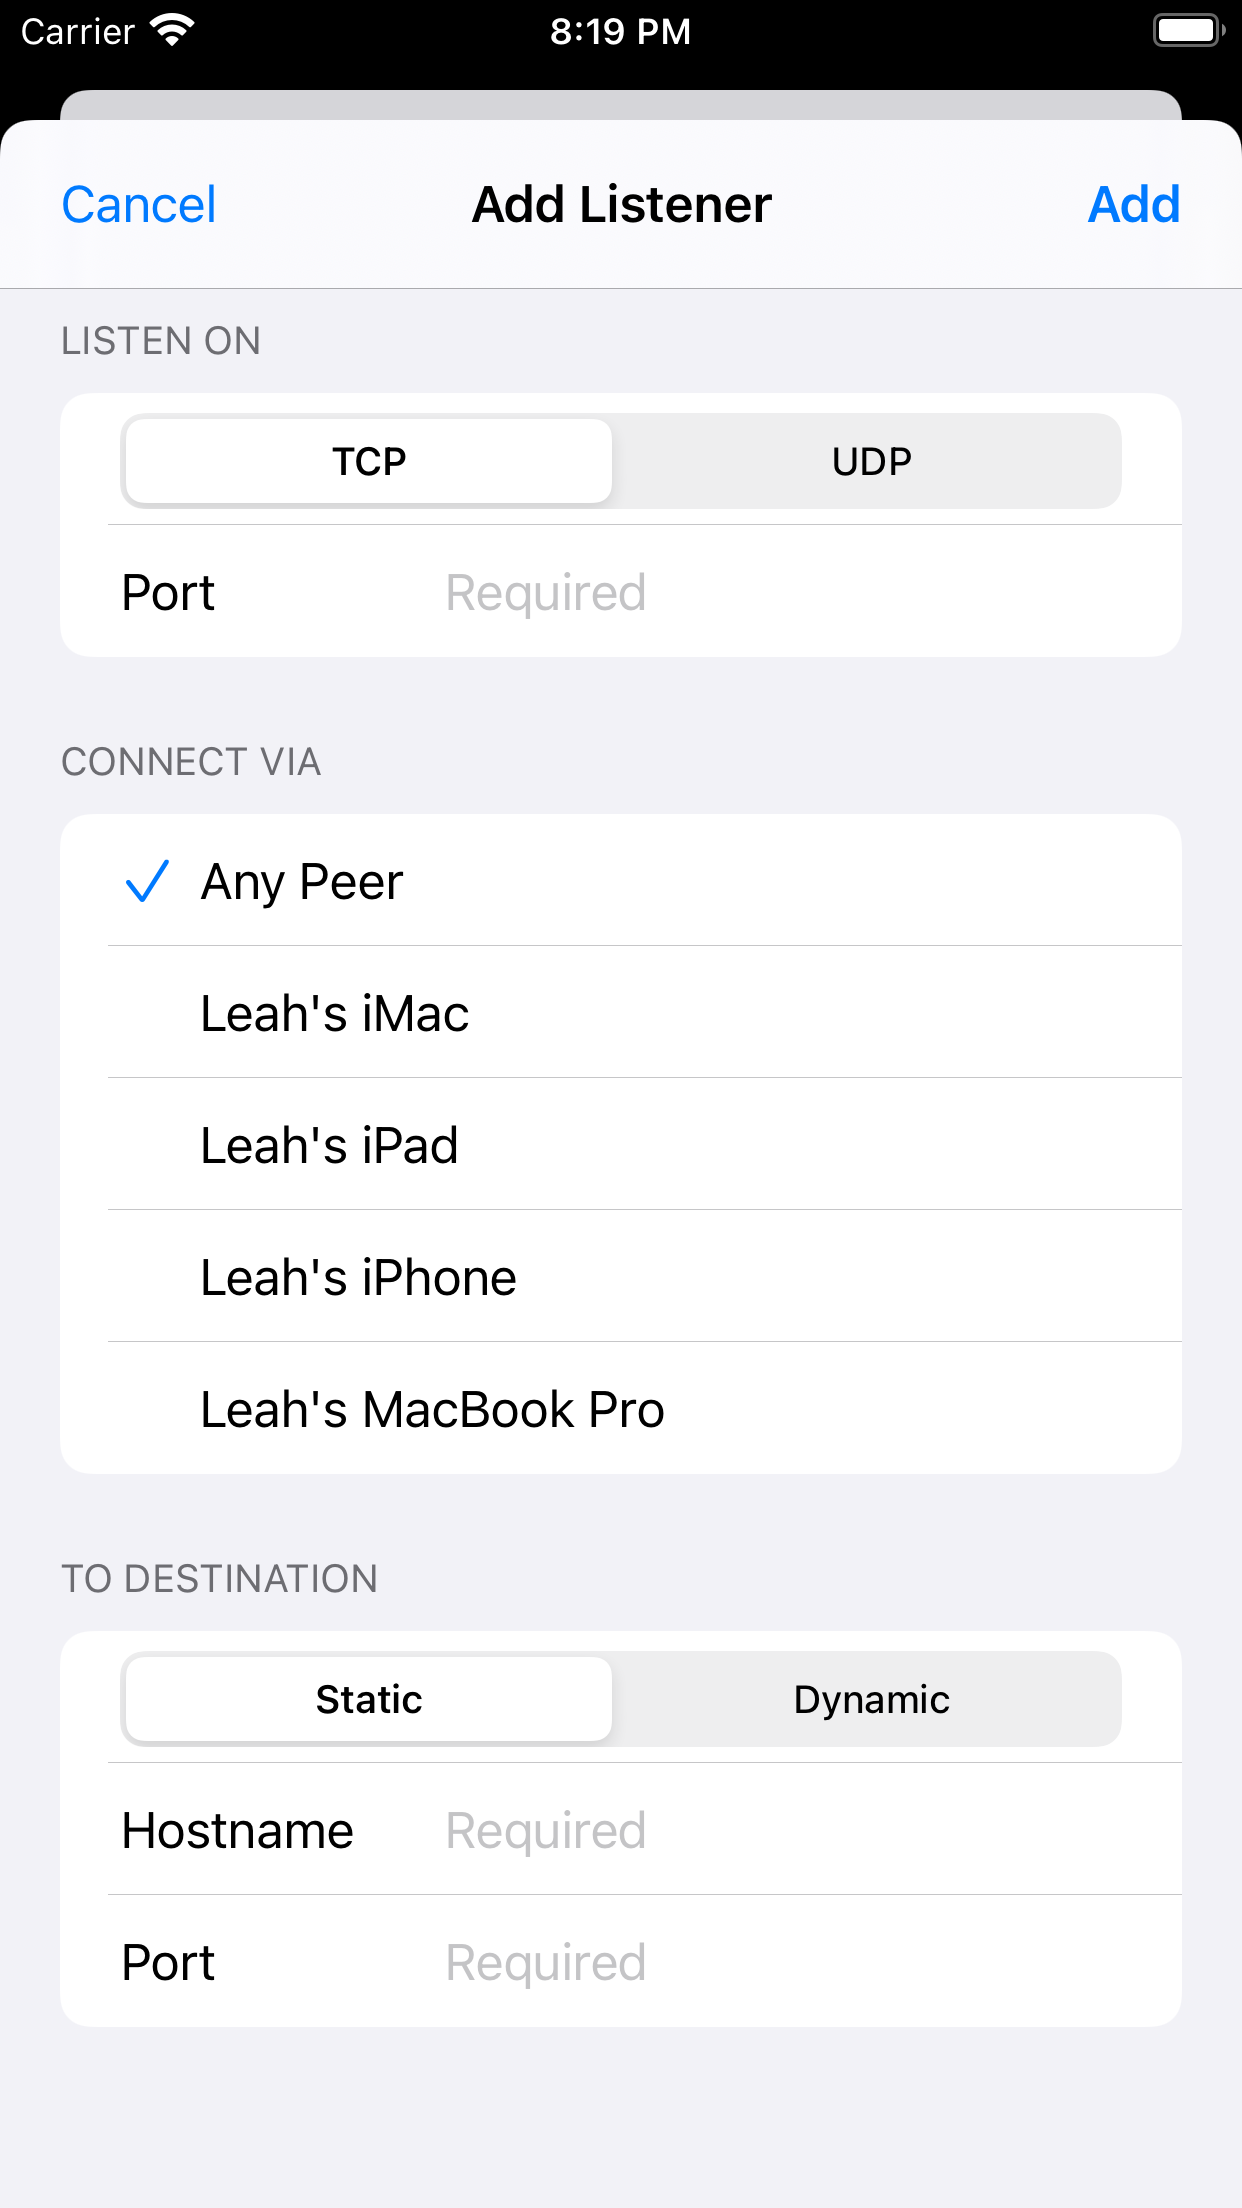 Carrier 8:19 PM
Cancel Add Listener Add
LISTEN ON
TCP UDP
Port Required
CONNECT VIA
Any Peer
Leah's iMac
Leah's iPad
Leah's iPhone
Leah's MacBook Pro
TO DESTINATION
Static Dynamic
Hostname Required
Port Required